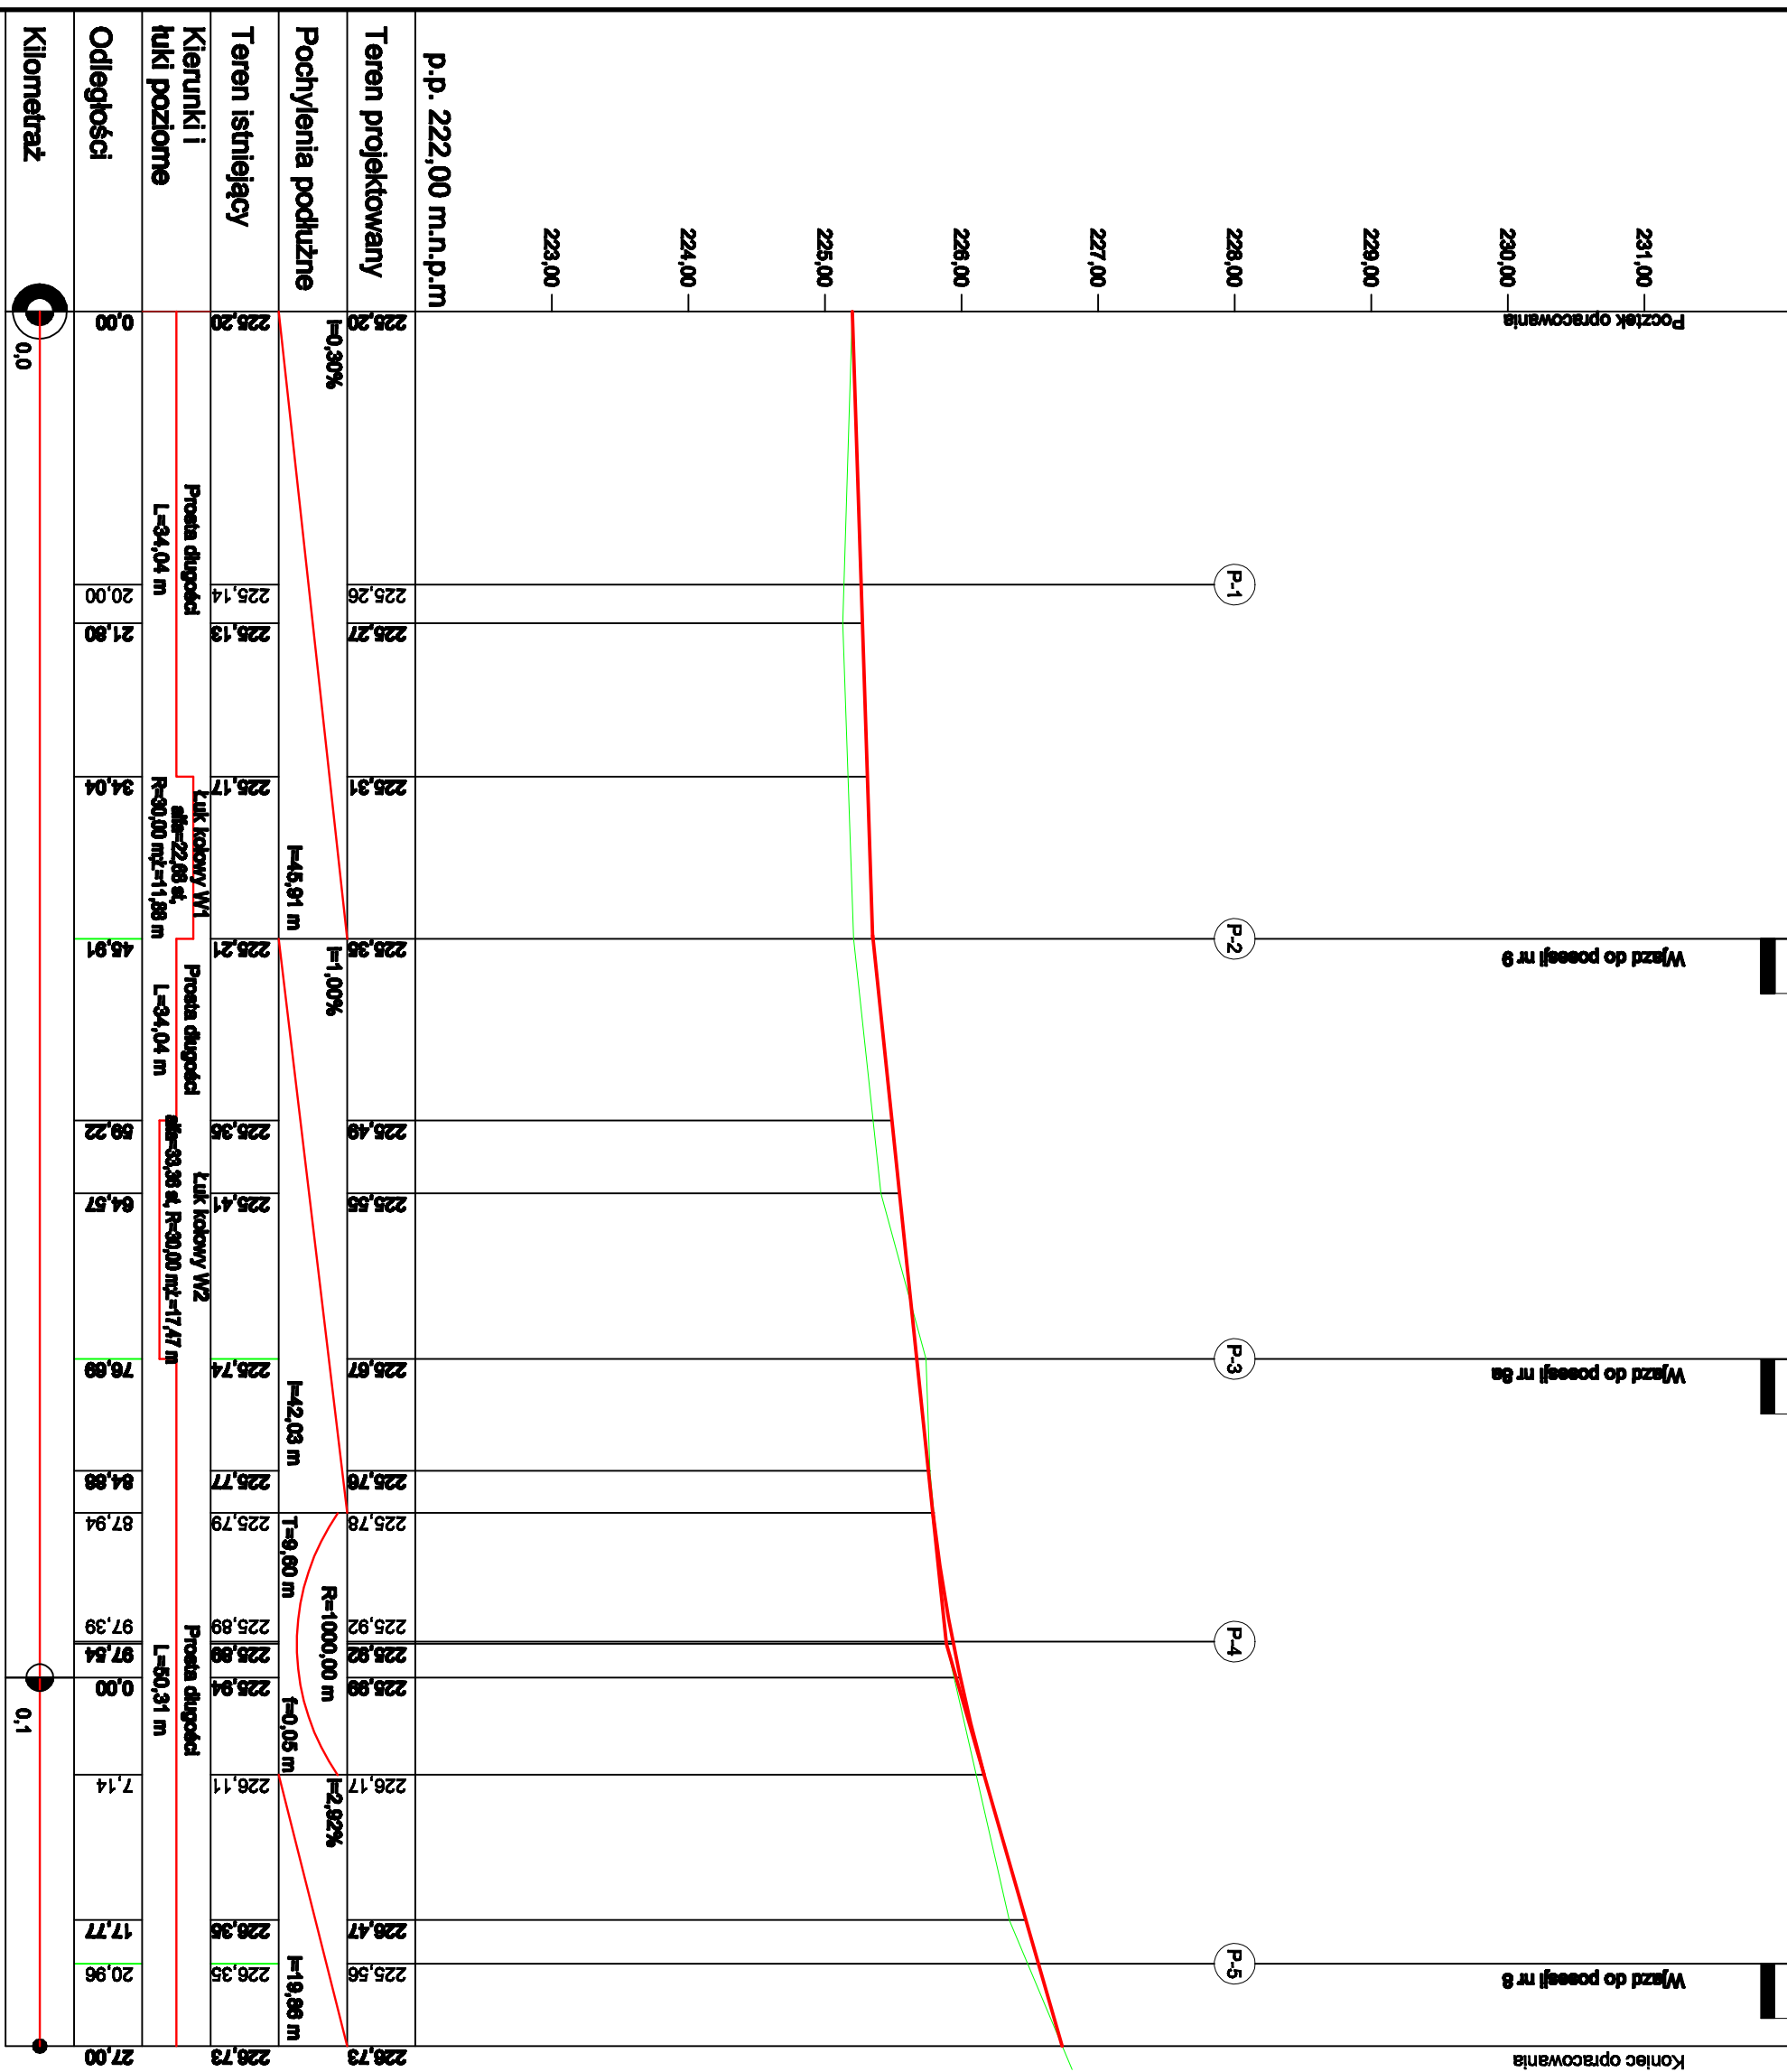 Początek opracowania
Wjazd do posesji nr 9
Wjazd do posesji nr 8a
Wjazd do posesji nr 8
Koniec opracowania
231,00
230,00
229,00
228,00
227,00
226,00
225,00
224,00
223,00
P-1
P-2
P-3
P-4
P-5
p.p. 222,00 m.n.p.m
Teren projektowany
225,20
225,26
225,27
225,31
225,35
225,49
225,55
225,67
225,76
225,78
225,92
225,92
225,99
226,17
226,47
226,56
226,73
Pochylenia podłużne
i=0,30%
l=45,91 m
i=1,00%
l=42,03 m
T=9,60 m
R=1000,00 m
f=0,05 m
i=2,92%
l=19,86 m
Teren istniejący
225,20
225,14
225,13
225,17
225,21
225,35
225,41
225,74
225,77
225,79
225,89
225,89
225,94
226,11
226,35
226,35
226,73
Kierunki i
łuki poziome
Prosta długości
L=34,04 m
Łuk kołowy W1
alfa=22,68 st,
R=30,00 m,Ł=11,88 m
Prosta długości
L=34,04 m
Łuk kołowy W2
alfa=33,36 st, R=30,00 m,Ł=17,47 m
Prosta długości
L=50,31 m
Odległości
0,00
20,00
21,80
34,04
45,91
59,22
64,57
76,69
84,88
87,94
97,39
97,54
0,00
7,14
17,77
20,96
27,00
Kilometraż
0,0
0,1